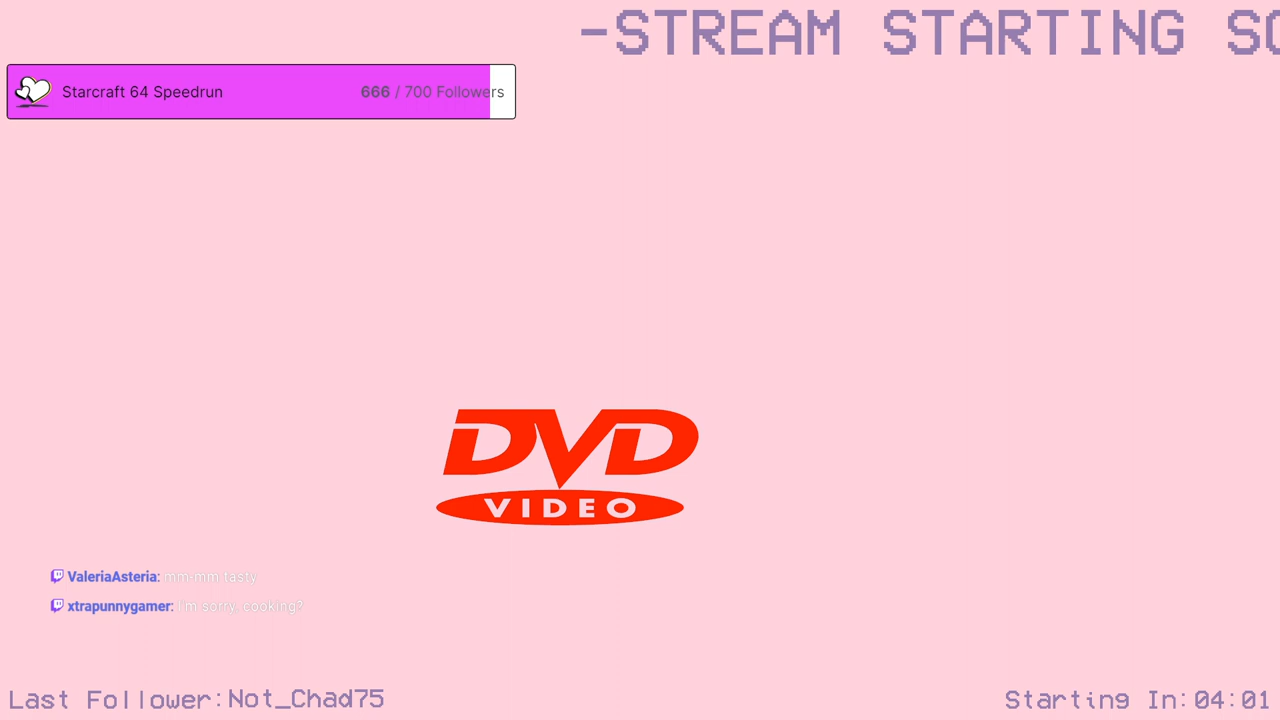 -STREAM STARTING
Starcraft 64 Speedrun 666 / 700 Followers
DVD
VIDEO
ValeriaAsteria: mm-mm tasty
xtrapunnygamer: I'm sorry, cooking?
Last Follower:Not_Chad75
Starting In:04:01